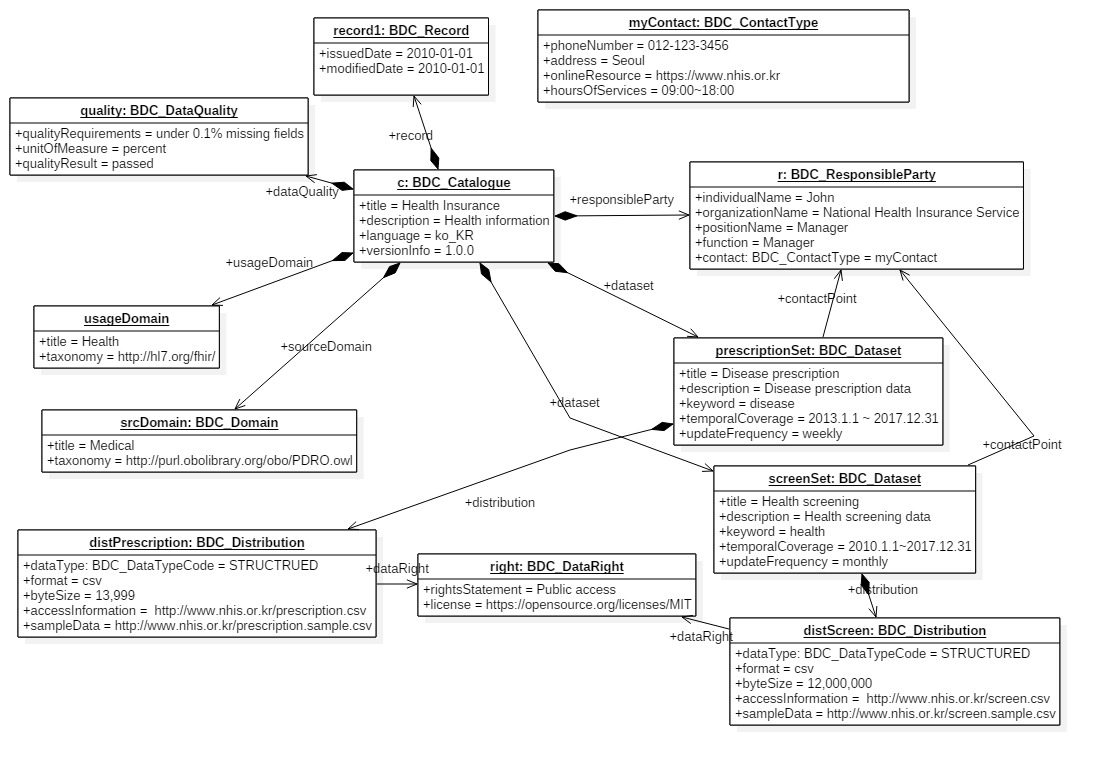 record1: BDC_Record
+issuedDate = 2010-01-01
+modifiedDate = 2010-01-01
myContact: BDC_ContactType
+phoneNumber = 012-123-3456
+address = Seoul
+onlineResource = https://www.nhis.or.kr
+hoursOfServices = 09:00~18:00
quality: BDC_DataQuality
+qualityRequirements = under 0.1% missing fields
+unitOfMeasure = percent
+qualityResult = passed
+record
+dataQuality
c: BDC_Catalogue
+title = Health Insurance
+description = Health information
+language = ko_KR
+versionInfo = 1.0.0
+responsibleParty
r: BDC_ResponsibleParty
+individualName = John
+organizationName = National Health Insurance Service
+positionName = Manager
+function = Manager
+contact: BDC_ContactType = myContact
+usageDomain
+dataset
+contactPoint
usageDomain
+title = Health
+taxonomy = http://hl7.org/fhir/
+sourceDomain
prescriptionSet: BDC_Dataset
+title = Disease prescription
+description = Disease prescription data
+keyword = disease
+temporalCoverage = 2013.1.1 ~ 2017.12.31
+updateFrequency = weekly
+dataset
srcDomain: BDC_Domain
+title = Medical
+taxonomy = http://purl.obolibrary.org/obo/PDRO.owl
+contactPoint
screenSet: BDC_Dataset
+title = Health screening
+description = Health screening data
+keyword = health
+temporalCoverage = 2010.1.1~2017.12.31
+updateFrequency = monthly
+distribution
distPrescription: BDC_Distribution
+dataType: BDC_DataTypeCode = STRUCTRUED
+format = csv
+byteSize = 13,999
+accessInformation =  http://www.nhis.or.kr/prescription.csv
+sampleData = http://www.nhis.or.kr/prescription.sample.csv
+dataRight
right: BDC_DataRight
+rightsStatement = Public access
+license = https://opensource.org/licenses/MIT
+distribution
+dataRight
distScreen: BDC_Distribution
+dataType: BDC_DataTypeCode = STRUCTURED
+format = csv
+byteSize = 12,000,000
+accessInformation =  http://www.nhis.or.kr/screen.csv
+sampleData = http://www.nhis.or.kr/screen.sample.csv